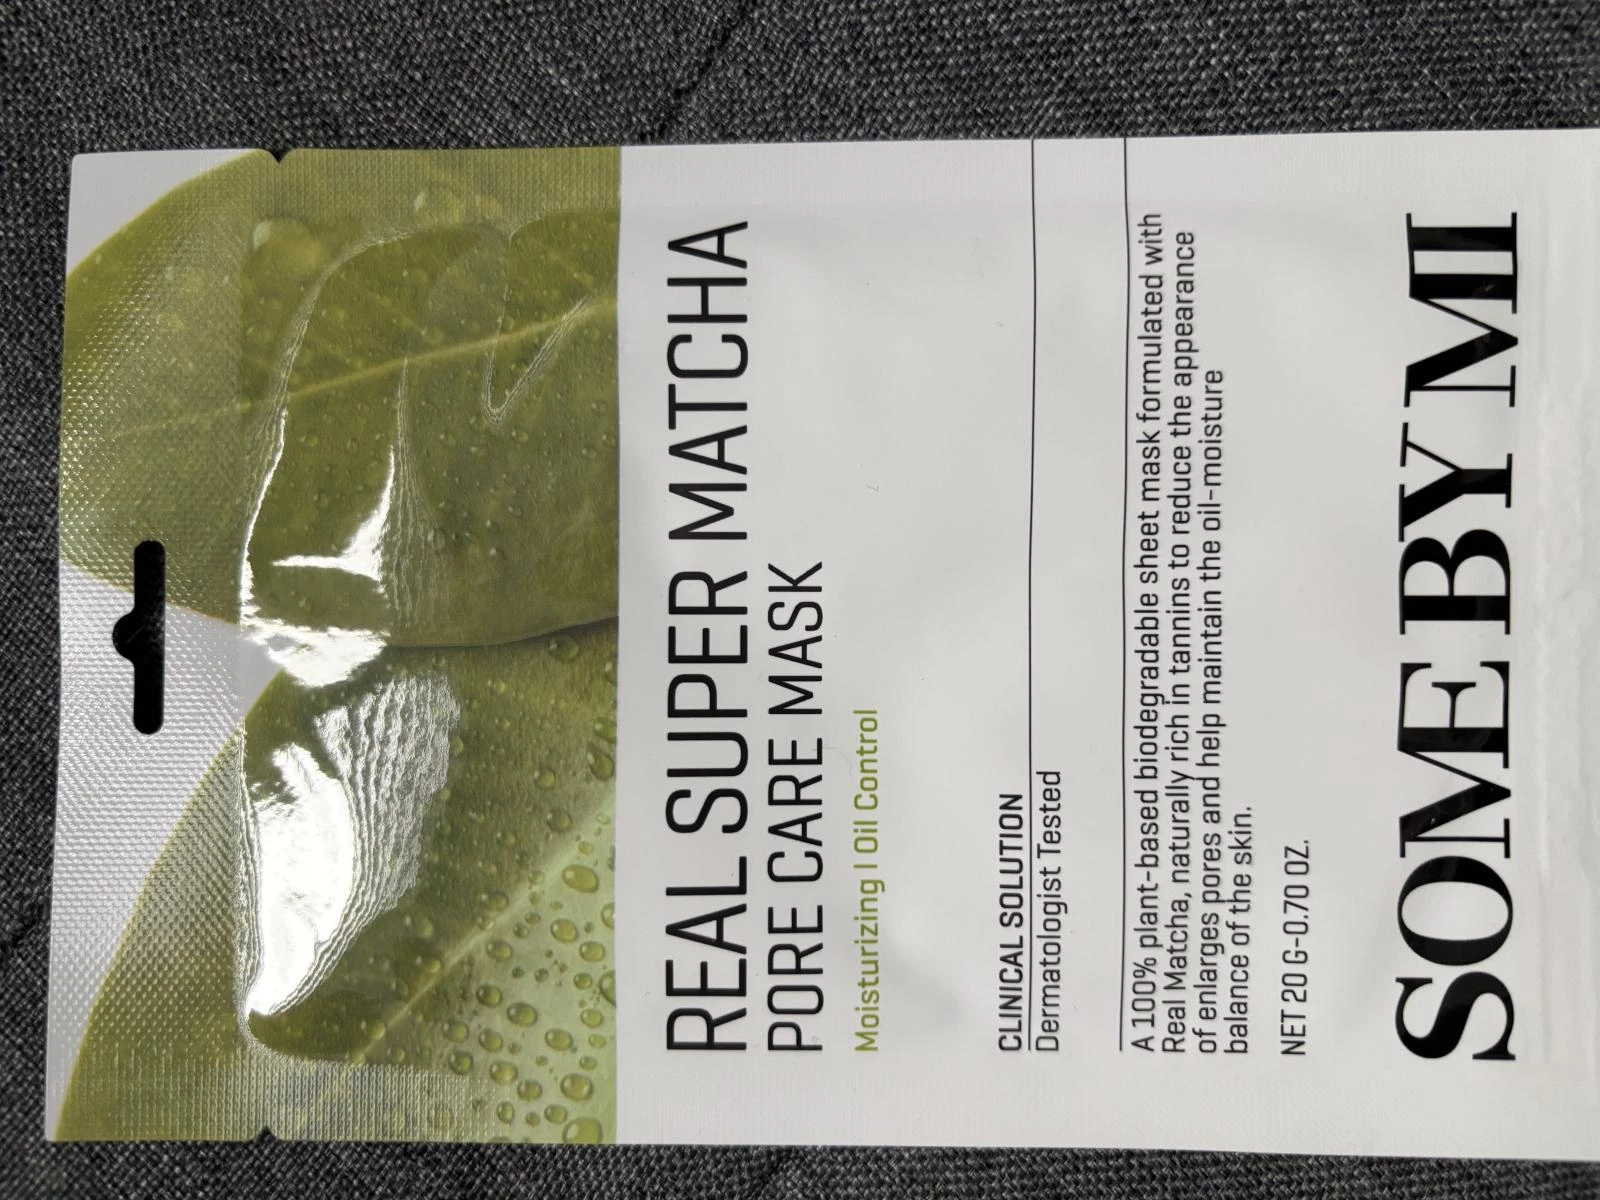 REAL SUPER MATCHA
PORE CARE MASK
Moisturizing | Oil Control
CLINICAL SOLUTION
Dermatologist Tested
A 100% plant-based biodegradable sheet mask formulated with
Real Matcha, naturally rich in tannins to reduce the appearance
of enlarges pores and help maintain the oil-moisture
balance of the skin.
NET 20 G-0.70 OZ.
SOME BY MI